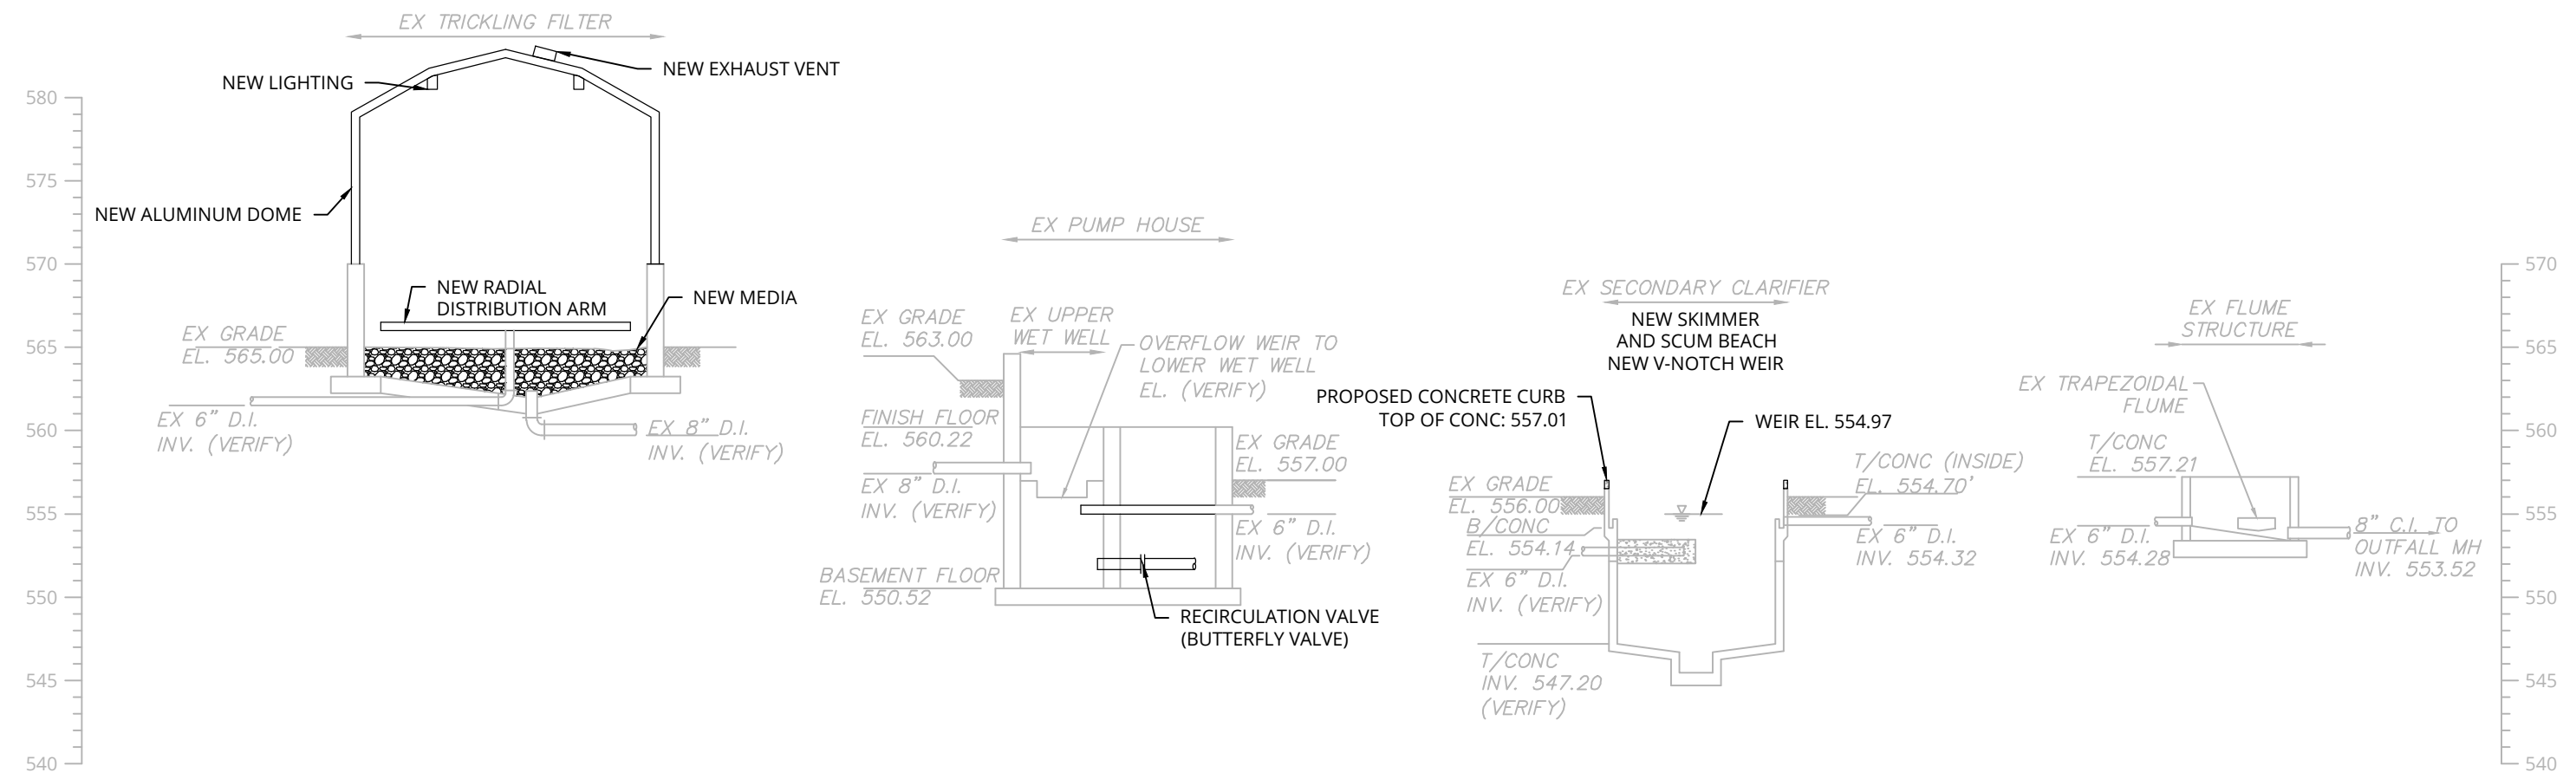 EX TRICKLING FILTER
NEW LIGHTING
NEW EXHAUST VENT
NEW ALUMINUM DOME
NEW RADIAL
DISTRIBUTION ARM
NEW MEDIA
EX GRADE
EL. 565.00
EX 6" D.I.
INV. (VERIFY)
EX 8" D.I.
INV. (VERIFY)
580
575
570
565
560
555
550
545
540
EX PUMP HOUSE
EX GRADE
EL. 563.00
EX UPPER
WET WELL
OVERFLOW WEIR TO
LOWER WET WELL
EL. (VERIFY)
FINISH FLOOR
EL. 560.22
EX 8" D.I.
INV. (VERIFY)
EX GRADE
EL. 557.00
EX 6" D.I.
INV. (VERIFY)
BASEMENT FLOOR
EL. 550.52
RECIRCULATION VALVE
(BUTTERFLY VALVE)
EX SECONDARY CLARIFIER
NEW SKIMMER
AND SCUM BEACH
NEW V-NOTCH WEIR
PROPOSED CONCRETE CURB
TOP OF CONC: 557.01
WEIR EL. 554.97
EX GRADE
EL. 556.00
B/CONC
EL. 554.14
EX 6" D.I.
INV. (VERIFY)
T/CONC
INV. 547.20
(VERIFY)
T/CONC (INSIDE)
EL. 554.70'
EX 6" D.I.
INV. 554.32
EX FLUME
STRUCTURE
EX TRAPEZOIDAL
FLUME
T/CONC
EL. 557.21
EX 6" D.I.
INV. 554.28
8" C.I. TO
OUTFALL MH
INV. 553.52
570
565
560
555
550
545
540